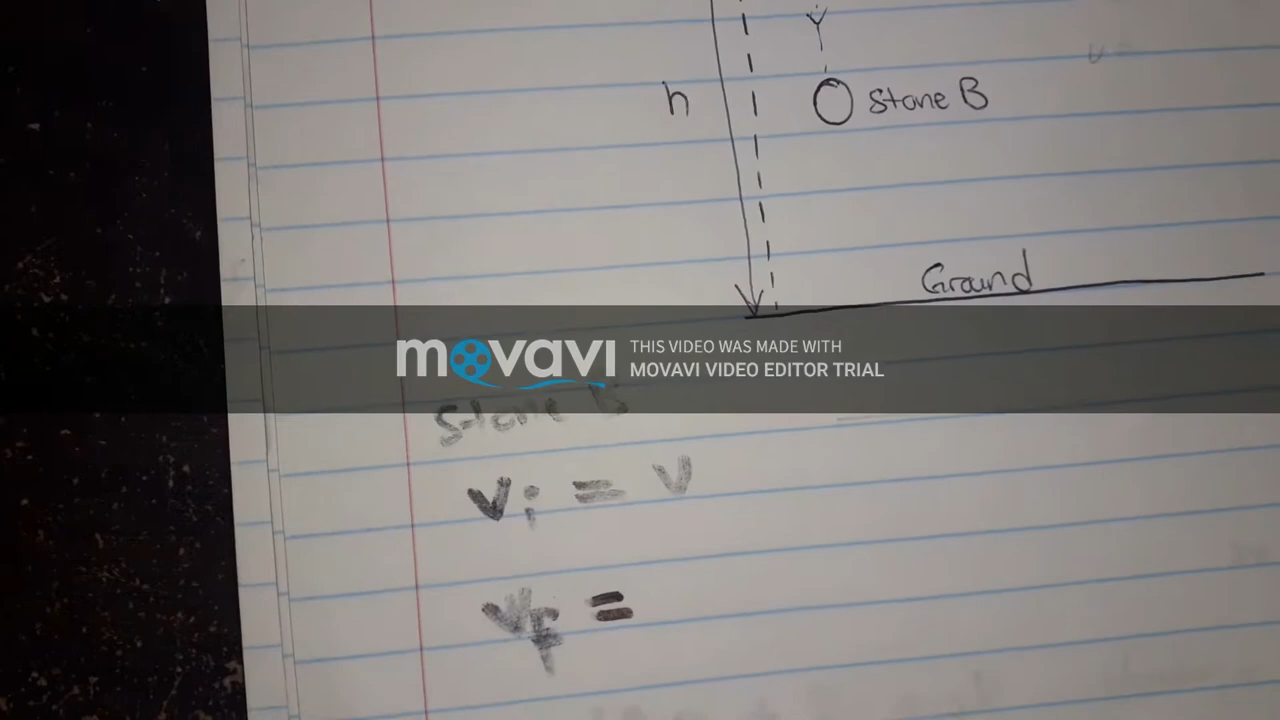 h
Stone B
Ground
movavi
THIS VIDEO WAS MADE WITH
MOVAVI VIDEO EDITOR TRIAL
Stone B
vi = v
vf =